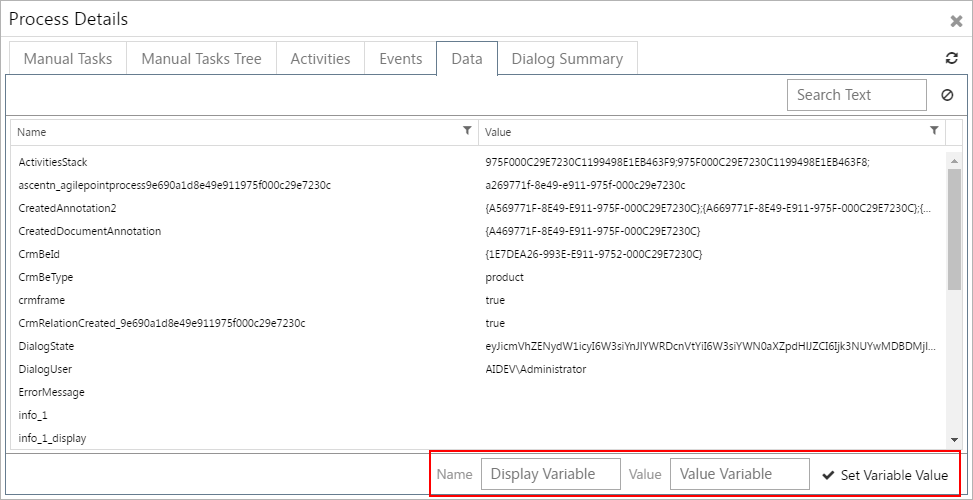 Process Details
Manual Tasks Manual Tasks Tree Activities Events Data Dialog Summary
Search Text
Name Value
ActivitiesStack 975F000C29E7230C1199498E1EB463F9;975F000C29E7230C1199498E1EB463F8;
ascentn_agilepointprocess9e690a1d8e49e911975f000c29e7230c a269771f-8e49-e911-975f-000c29e7230c
CreatedAnnotation2 {A569771F-8E49-E911-975F-000C29E7230C};{A669771F-8E49-E911-975F-000C29E7230C};{...
CreatedDocumentAnnotation {A469771F-8E49-E911-975F-000C29E7230C}
CrmBeId {1E7DEA26-993E-E911-9752-000C29E7230C}
CrmBeType product
crmframe true
CrmRelationCreated_9e690a1d8e49e911975f000c29e7230c true
DialogState eyJicmVhZENydW1icyI6W3siYnJlYWRDcnVtYiI6W3siYWN0aXZpdHlJZCI6Ijk3NUYwMDBDMjl...
DialogUser AIDEV\Administrator
ErrorMessage
info_1
info_1_display
Name Display Variable Value Value Variable Set Variable Value